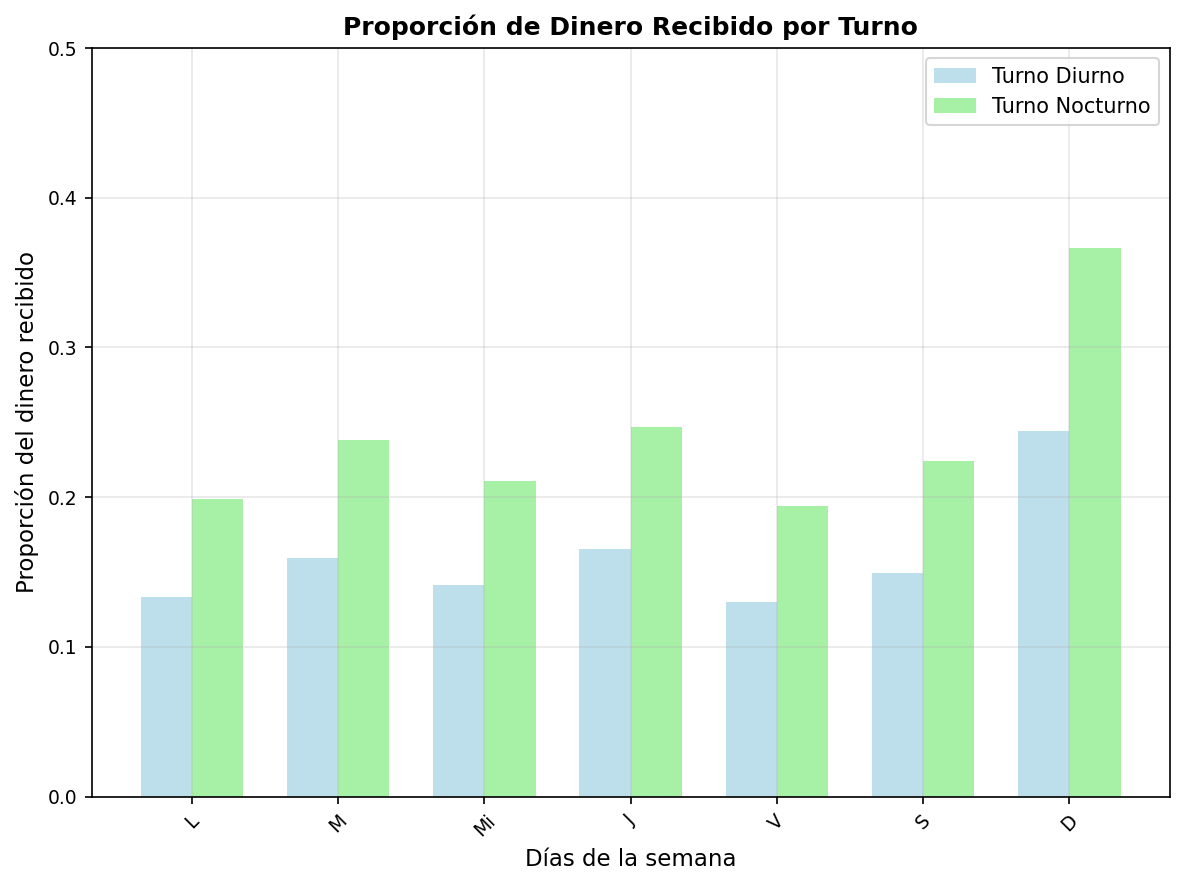 Proporción de Dinero Recibido por Turno
Turno Diurno
Turno Nocturno
Proporción del dinero recibido
0.5
0.4
0.3
0.2
0.1
0.0
L
M
Mi
J
V
S
D
Días de la semana